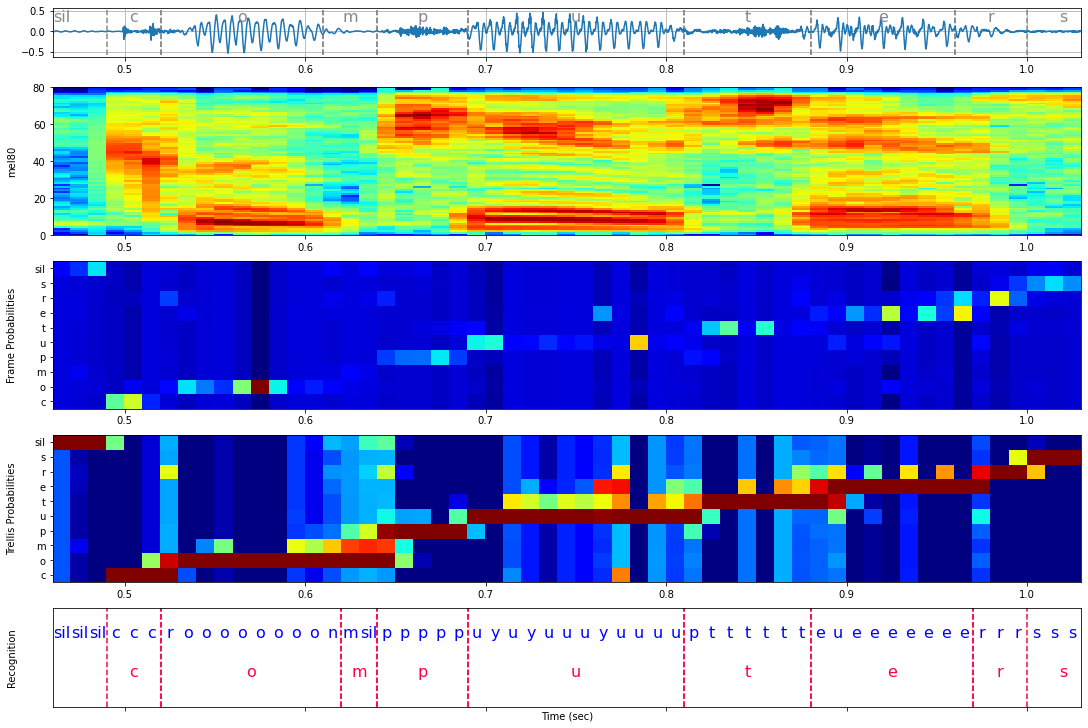 sil c o m p u t e r s
0.5
0.0
−0.5
0.5 0.6 0.7 0.8 0.9 1.0
mel80
80
60
40
20
0
0.5 0.6 0.7 0.8 0.9 1.0
Frame Probabilities
sil
s
r
e
t
u
p
m
o
c
0.5 0.6 0.7 0.8 0.9 1.0
Trellis Probabilities
sil
s
r
e
t
u
p
m
o
c
0.5 0.6 0.7 0.8 0.9 1.0
Recognition
sil sil sil c c c r o o o o o o o o n m sil p p p p p u y u y u u u y u u u u p t t t t t t e u e e e e e e e r r r s s s
c o m p u t e r s
Time (sec)